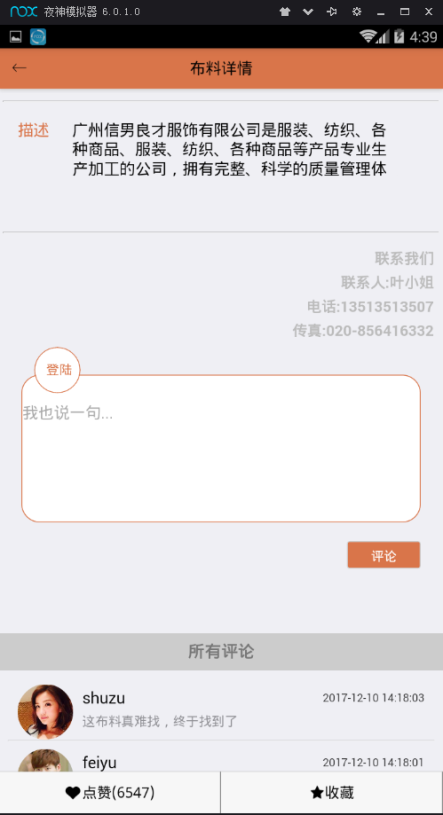 nox 夜神模拟器 6.0.1.0
4:39
布料详情
描述
广州信男良才服饰有限公司是服装、纺织、各
种商品、服装、纺织、各种商品等产品专业生
产加工的公司，拥有完整、科学的质量管理体
联系我们
联系人:叶小姐
电话:13513513507
传真:020-856416332
登陆
我也说一句...
评论
所有评论
shuzu 2017-12-10 14:18:03
这布料真难找，终于找到了
feiyu 2017-12-10 14:18:01
点赞(6547) 收藏